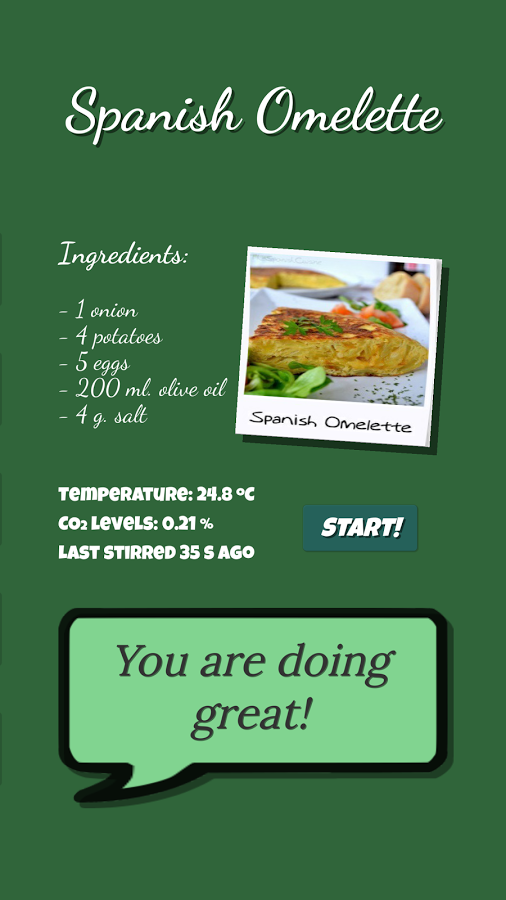 Spanish Omelette
Ingredients:
- 1 onion
- 4 potatoes
- 5 eggs
- 200 ml. olive oil
- 4 g. salt
Spanish Omelette
Temperature: 24.8 ºC
CO₂ Levels: 0.21 %
Last stirred 35 s ago
START!
You are doing
great!